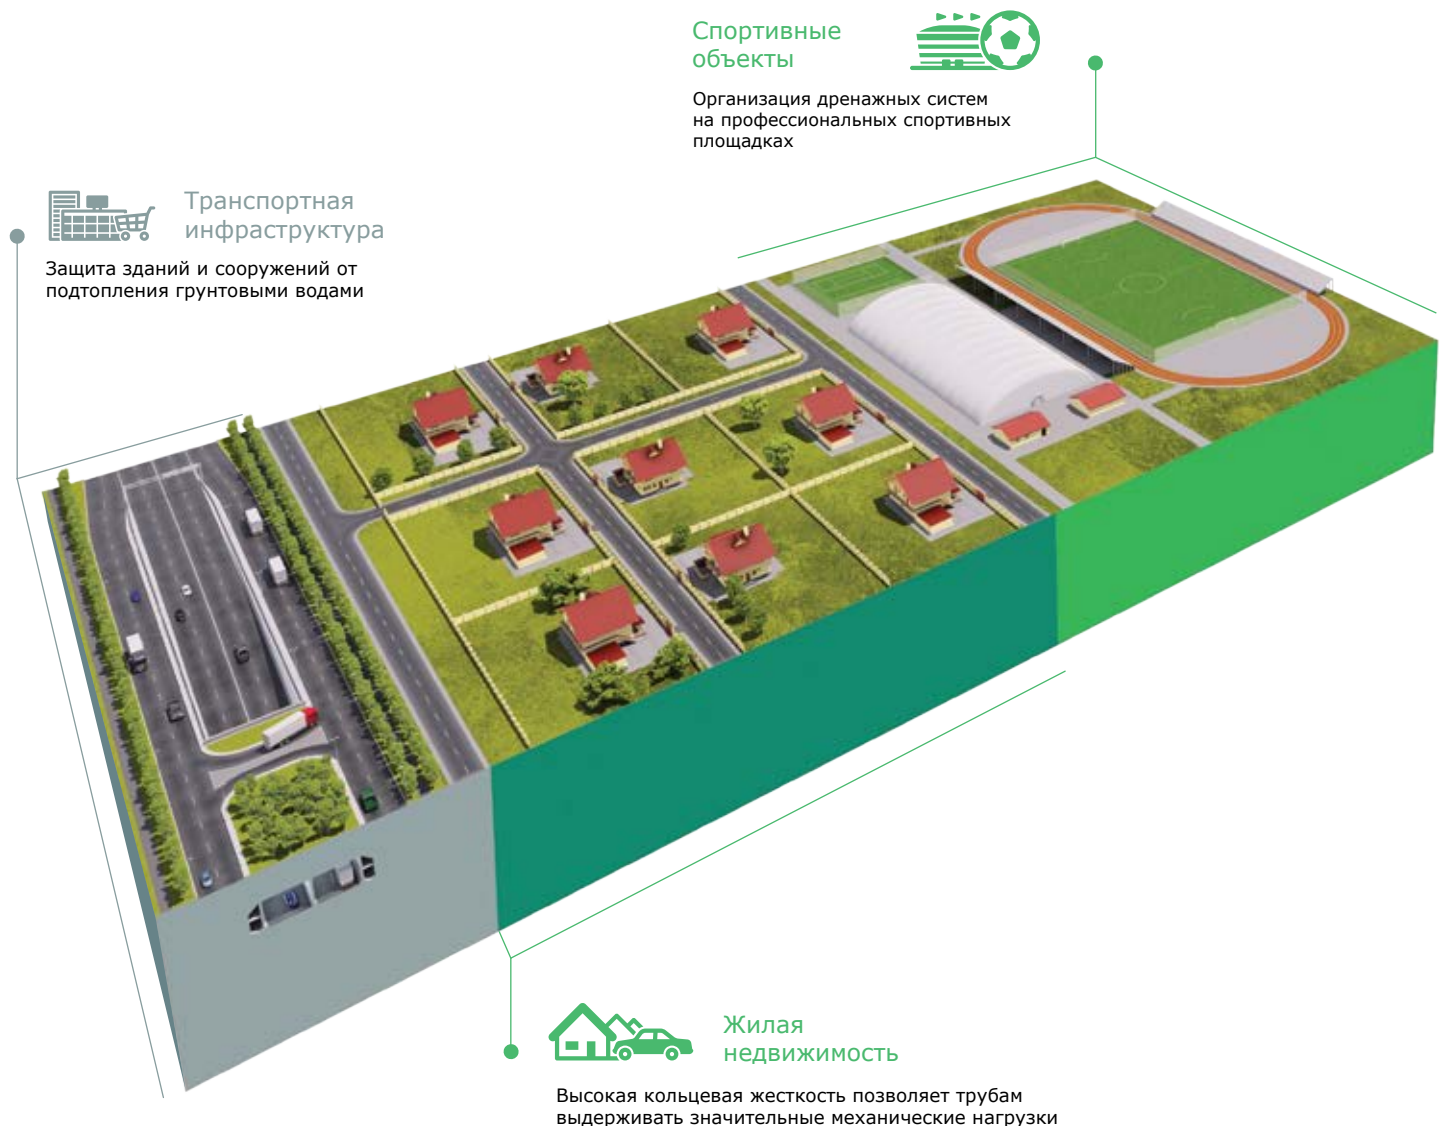 Спортивные
объекты
Организация дренажных систем
на профессиональных спортивных
площадках
Транспортная
инфраструктура
Защита зданий и сооружений от
подтопления грунтовыми водами
Жилая
недвижимость
Высокая кольцевая жесткость позволяет трубам
выдерживать значительные механические нагрузки